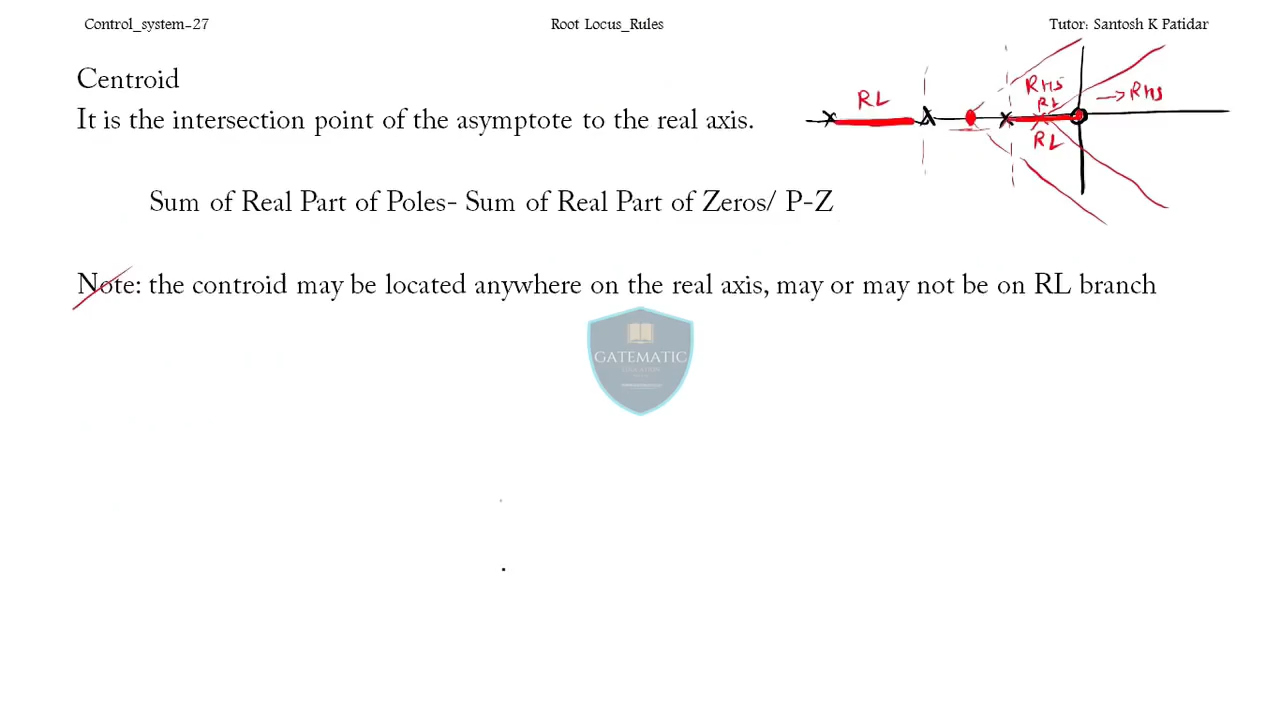 Control_system-27
Root Locus_Rules
Tutor: Santosh K Patidar
Centroid
It is the intersection point of the asymptote to the real axis.
RL
RHS
RL
RL
→RHS
Sum of Real Part of Poles- Sum of Real Part of Zeros/ P-Z
Note: the controid may be located anywhere on the real axis, may or may not be on RL branch
GATEMATIC
EDUCATION